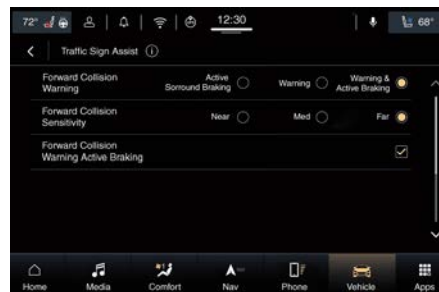 72° 12:30 68°
Traffic Sign Assist
Forward Collision Warning
Active Sorround Braking
Warning
Warning & Active Braking
Forward Collision Sensitivity
Near
Med
Far
Forward Collision Warning Active Braking
Home Media Comfort Nav Phone Vehicle Apps